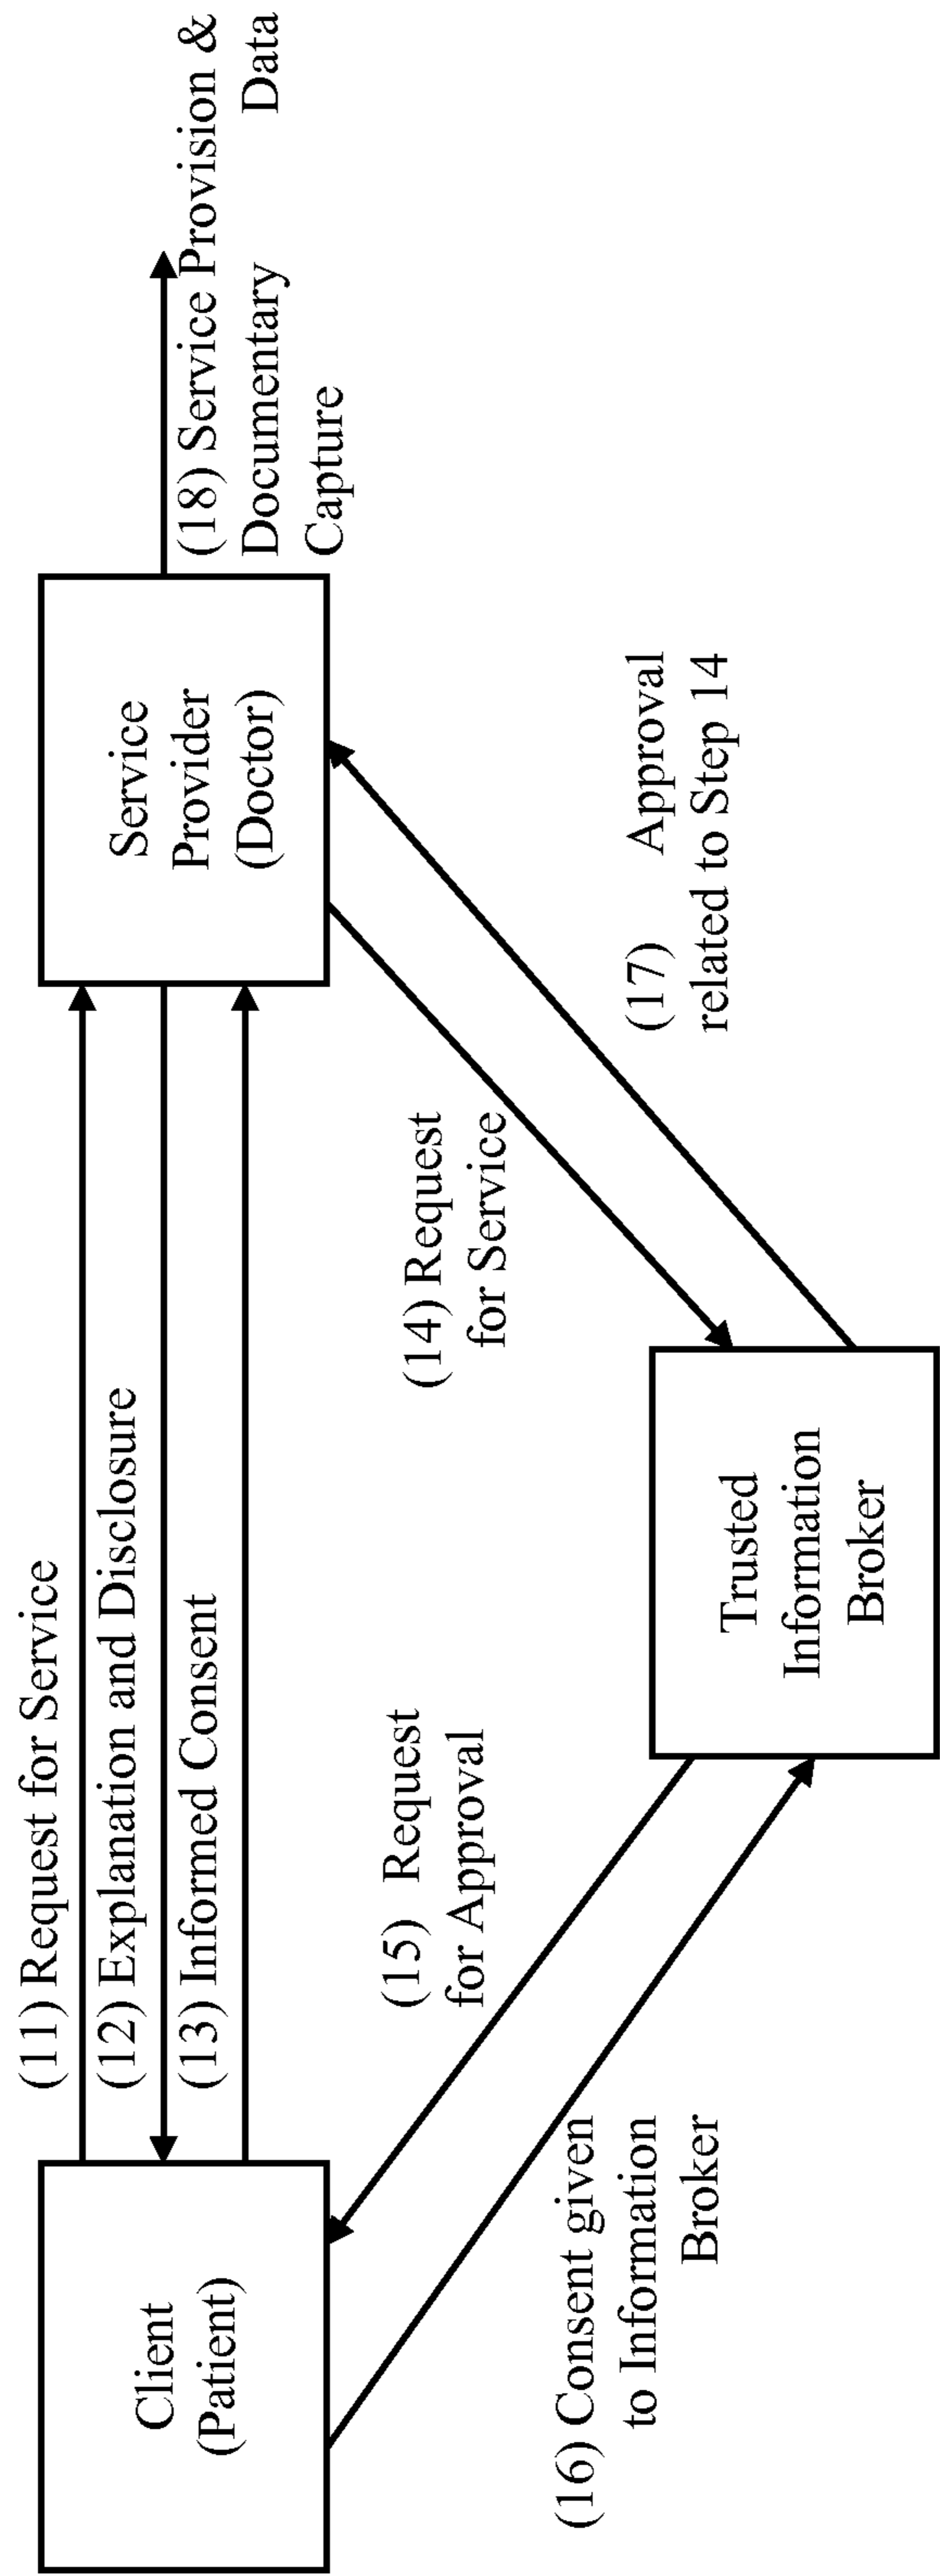 (11) Request for Service
(12) Explanation and Disclosure
(13) Informed Consent
Client
(Patient)
Service
Provider
(Doctor)
(18) Service Provision &
Documentary Data
Capture
(15) Request
for Approval
(14) Request
for Service
(16) Consent given
to Information
Broker
(17) Approval
related to Step 14
Trusted
Information
Broker